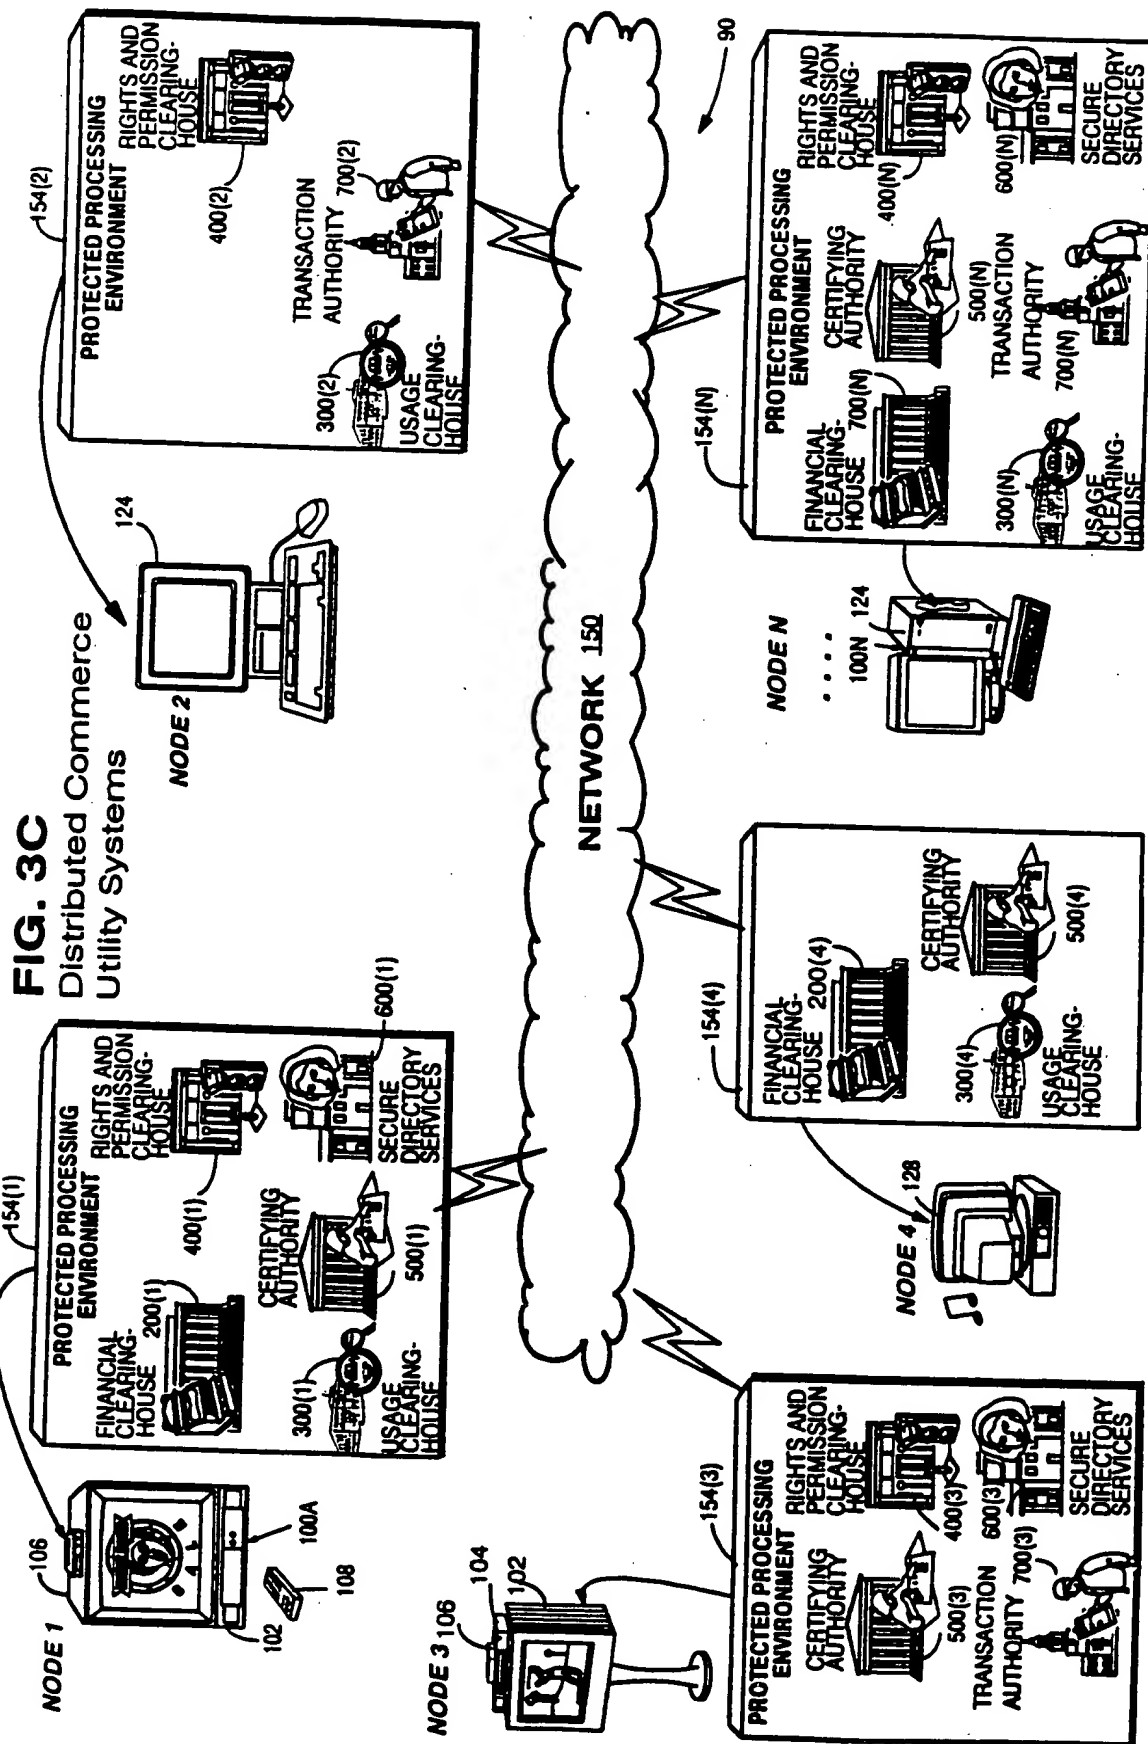 FIG. 3C
Distributed Commerce
Utility Systems
NODE 1
106
102
100A
108
154(1)
PROTECTED PROCESSING
ENVIRONMENT
FINANCIAL
CLEARING-
HOUSE 200(1)
RIGHTS AND
PERMISSION
CLEARING-
HOUSE
400(1)
CERTIFYING
AUTHORITY
500(1)
300(1)
USAGE
CLEARING-
HOUSE
SECURE
DIRECTORY
SERVICES
600(1)
NODE 2
124
154(2)
PROTECTED PROCESSING
ENVIRONMENT
RIGHTS AND
PERMISSION
CLEARING-
HOUSE
400(2)
TRANSACTION
AUTHORITY
700(2)
300(2)
USAGE
CLEARING-
HOUSE
NETWORK 150
90
NODE 3
106
104
102
154(3)
PROTECTED PROCESSING
ENVIRONMENT
CERTIFYING
AUTHORITY
500(3)
RIGHTS AND
PERMISSION
CLEARING-
HOUSE
400(3)
TRANSACTION
AUTHORITY 700(3)
600(3)
SECURE
DIRECTORY
SERVICES
NODE 4
128
154(4)
FINANCIAL
CLEARING-
HOUSE 200(4)
CERTIFYING
AUTHORITY
500(4)
300(4)
USAGE
CLEARING-
HOUSE
NODE N
. . . .
100N
124
154(N)
PROTECTED PROCESSING
ENVIRONMENT
FINANCIAL
CLEARING-
HOUSE 700(N)
CERTIFYING
AUTHORITY
500(N)
RIGHTS AND
PERMISSION
CLEARING-
HOUSE
400(N)
300(N)
USAGE
CLEARING-
HOUSE
TRANSACTION
AUTHORITY
700(N)
600(N)
SECURE
DIRECTORY
SERVICES